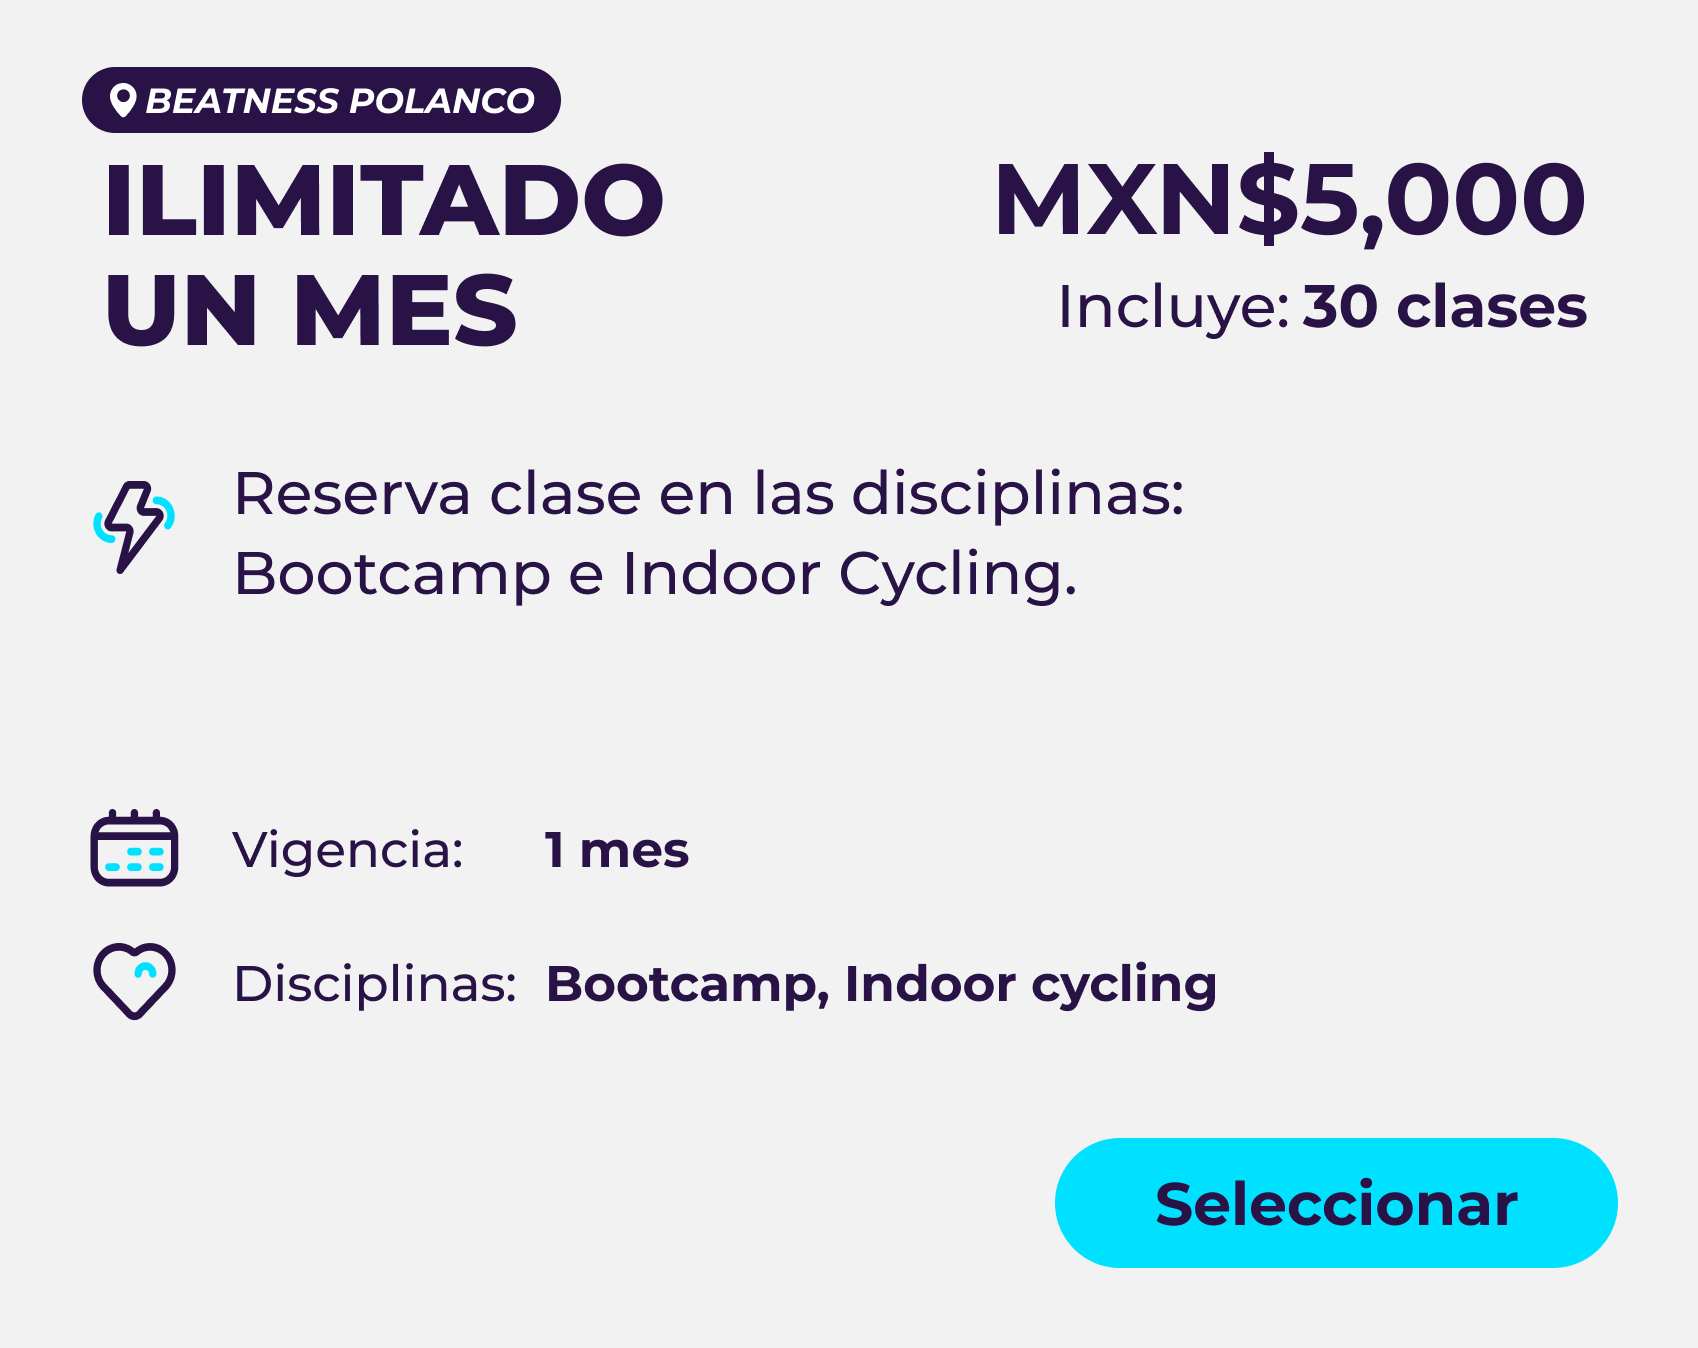 BEATNESS POLANCO
ILIMITADO
UN MES
MXN$5,000
Incluye: 30 clases
Reserva clase en las disciplinas:
Bootcamp e Indoor Cycling.
Vigencia: 1 mes
Disciplinas: Bootcamp, Indoor cycling
Seleccionar